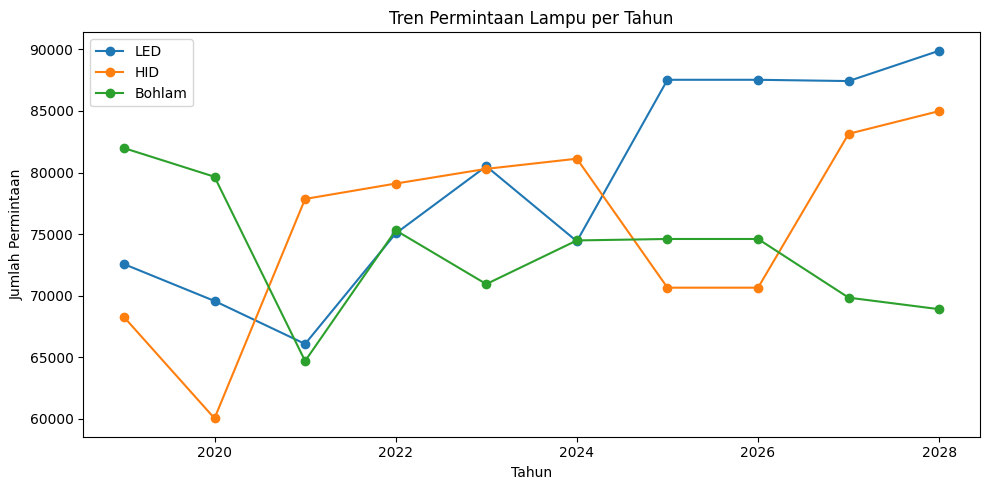 Tren Permintaan Lampu per Tahun
LED
HID
Bohlam
Jumlah Permintaan
90000
85000
80000
75000
70000
65000
60000
2020
2022
2024
2026
2028
Tahun